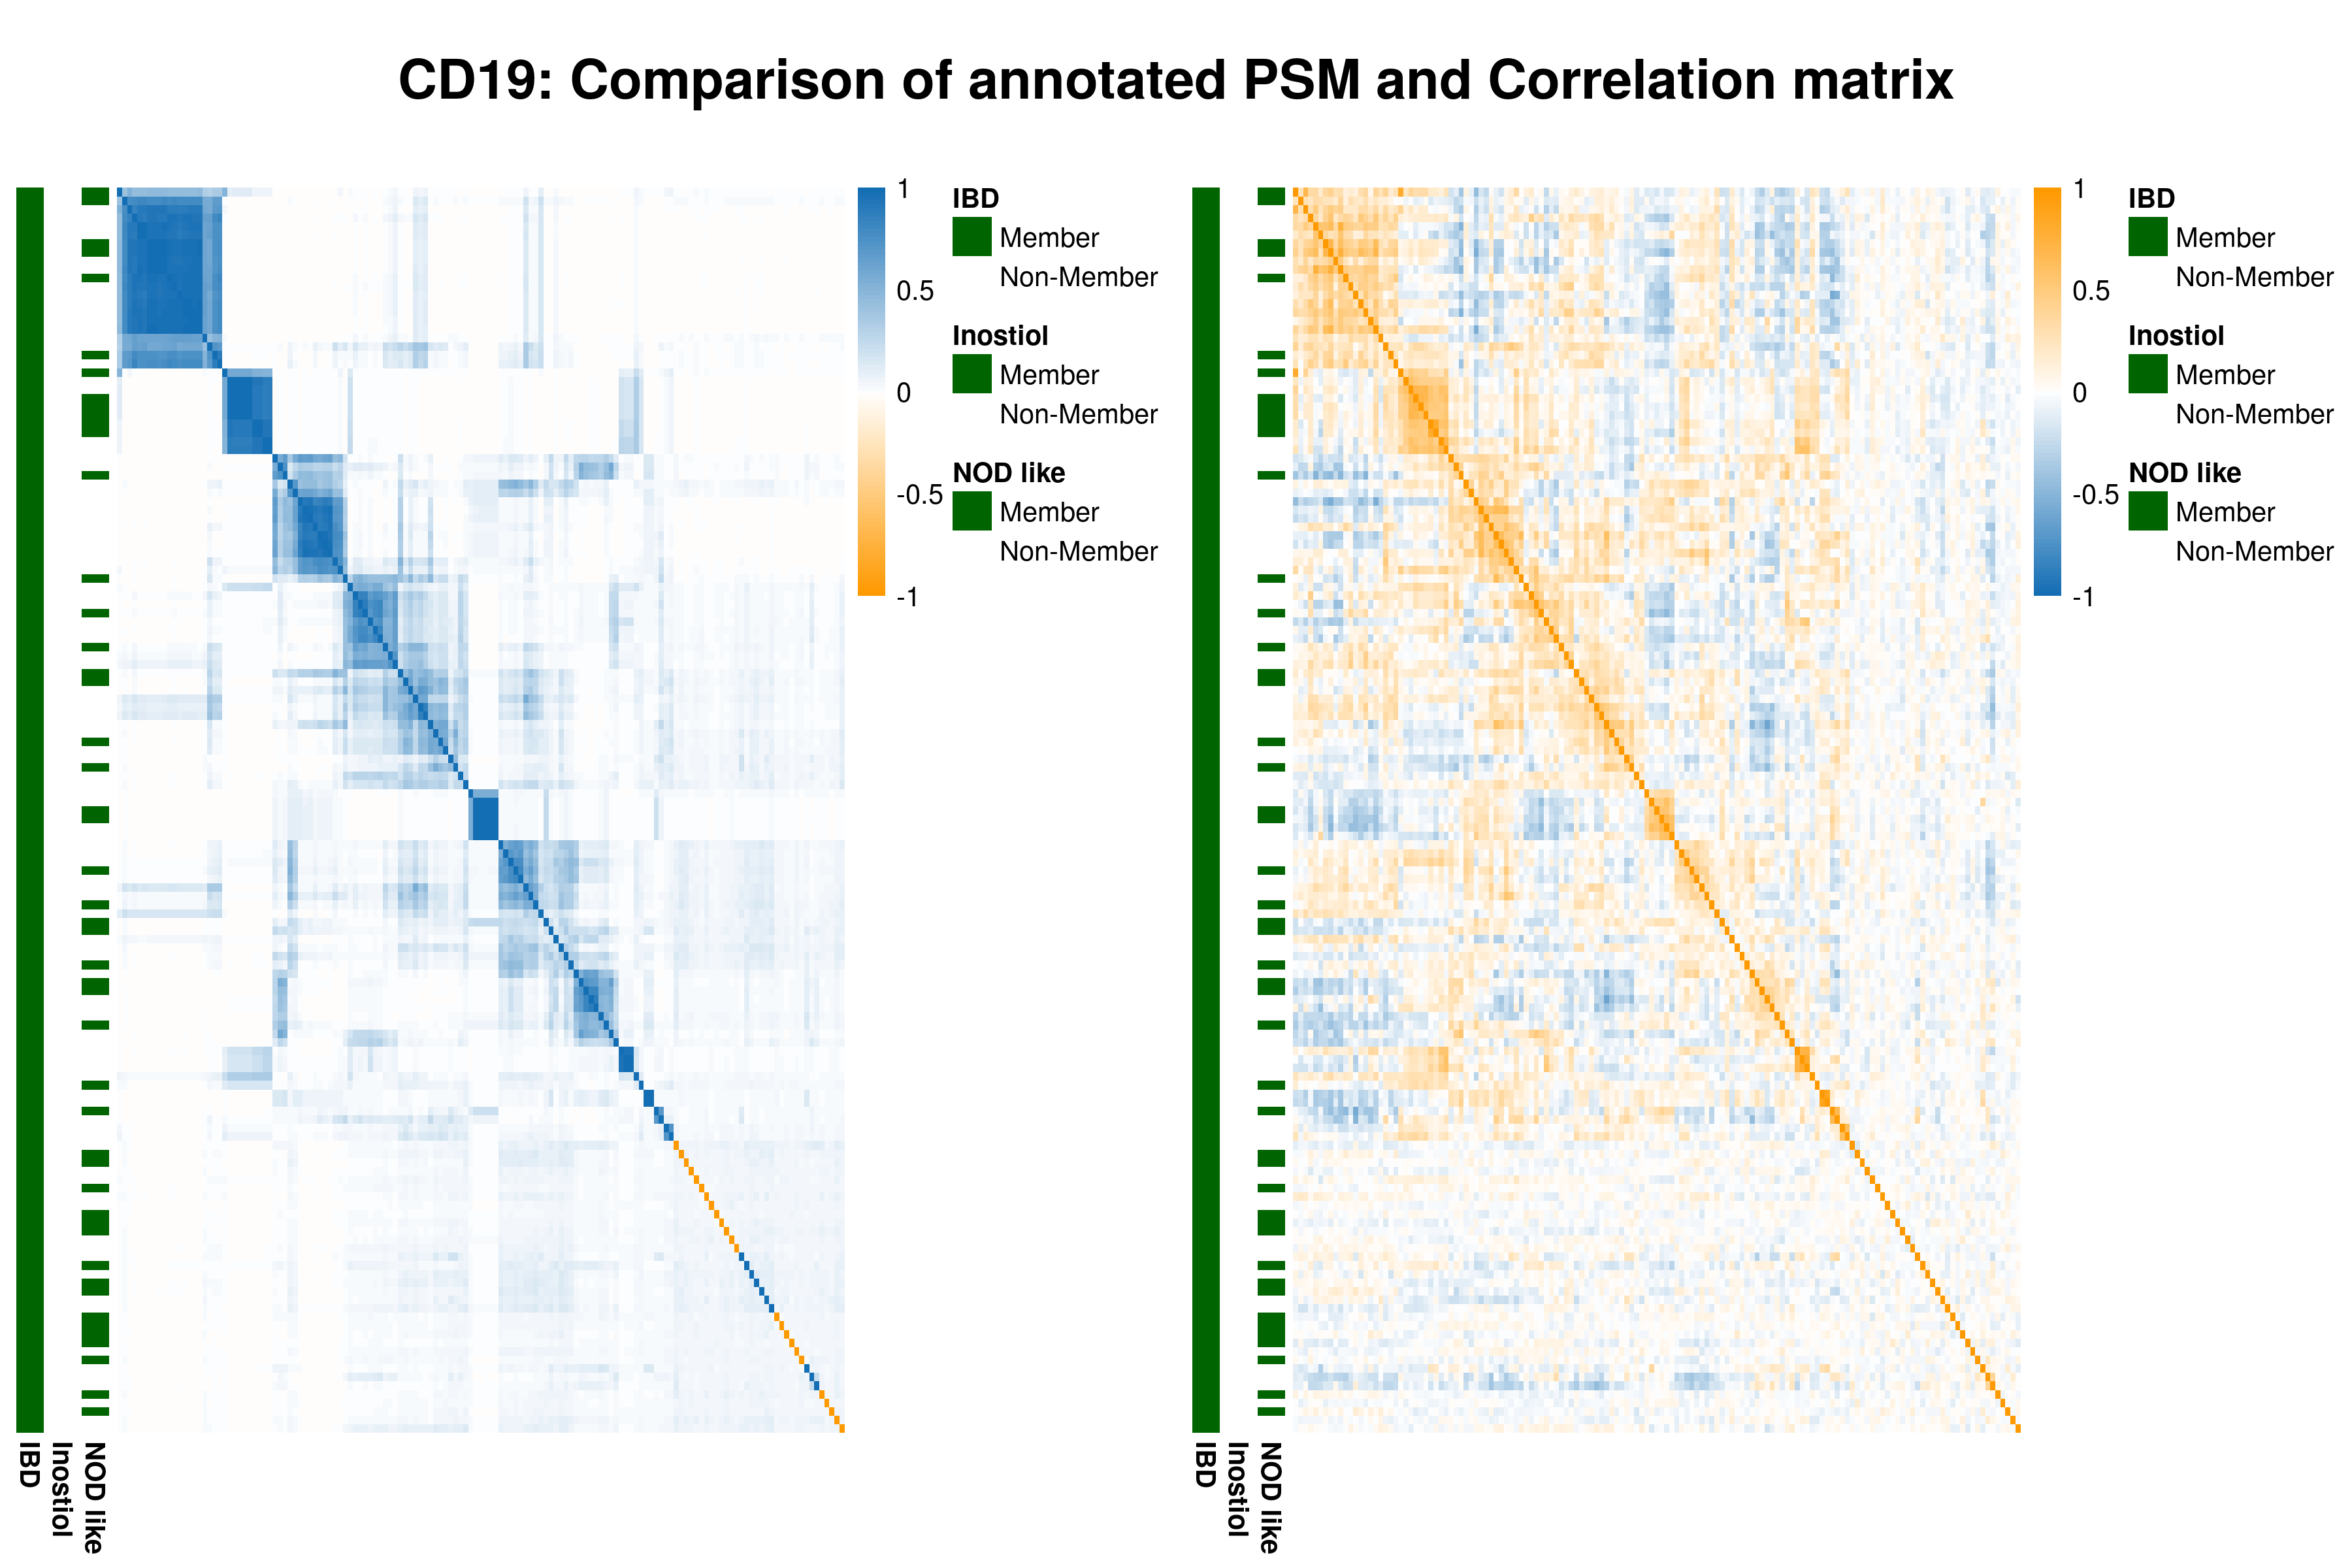 CD19: Comparison of annotated PSM and Correlation matrix
1
0.5
0
-0.5
-1
IBD
Member
Non-Member
Inostiol
Member
Non-Member
NOD like
Member
Non-Member
IBD
Inostiol
NOD like
1
0.5
0
-0.5
-1
IBD
Member
Non-Member
Inostiol
Member
Non-Member
NOD like
Member
Non-Member
IBD
Inostiol
NOD like